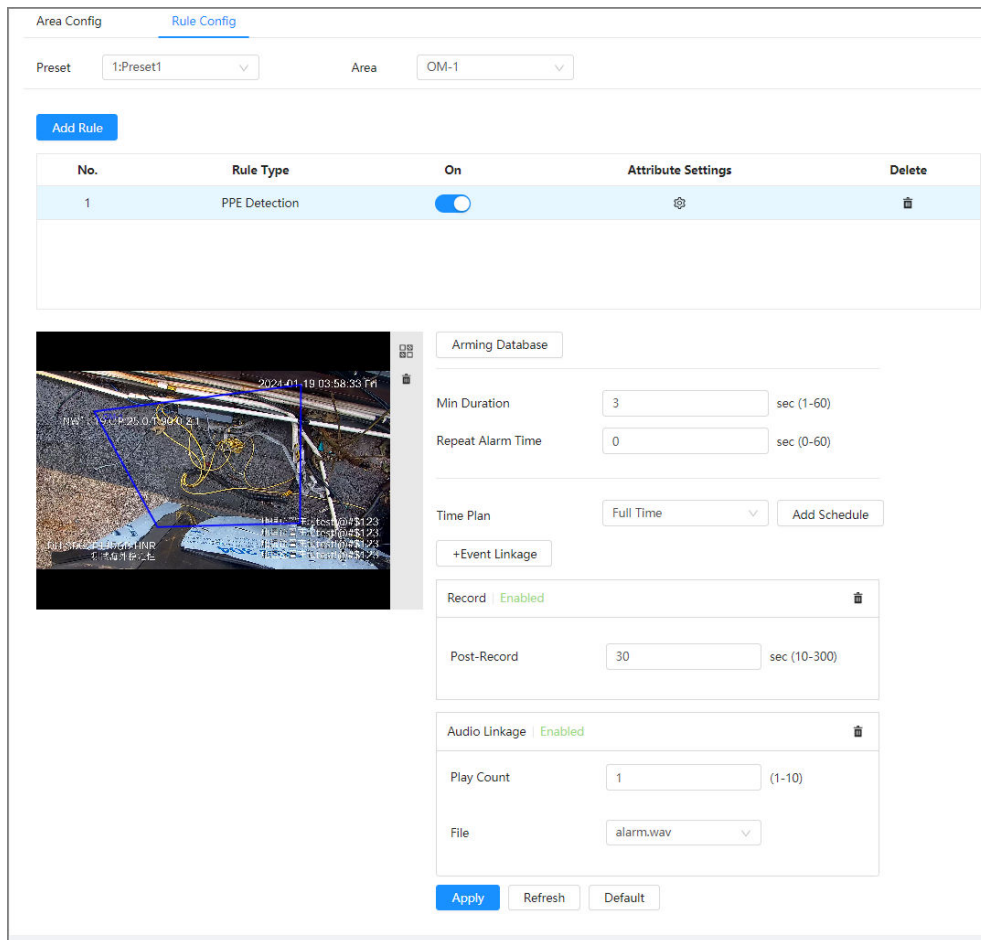 Area Config Rule Config
Preset 1:Preset1 Area OM-1
Add Rule
No. Rule Type On Attribute Settings Delete
1 PPE Detection
Arming Database
2024-01-19 03:58:33 Fri
Min Duration 3 sec (1-60)
Repeat Alarm Time 0 sec (0-60)
Time Plan Full Time Add Schedule
test@#$123
+Event Linkage
Record Enabled
Post-Record 30 sec (10-300)
Audio Linkage Enabled
Play Count 1 (1-10)
File alarm.wav
Apply Refresh Default